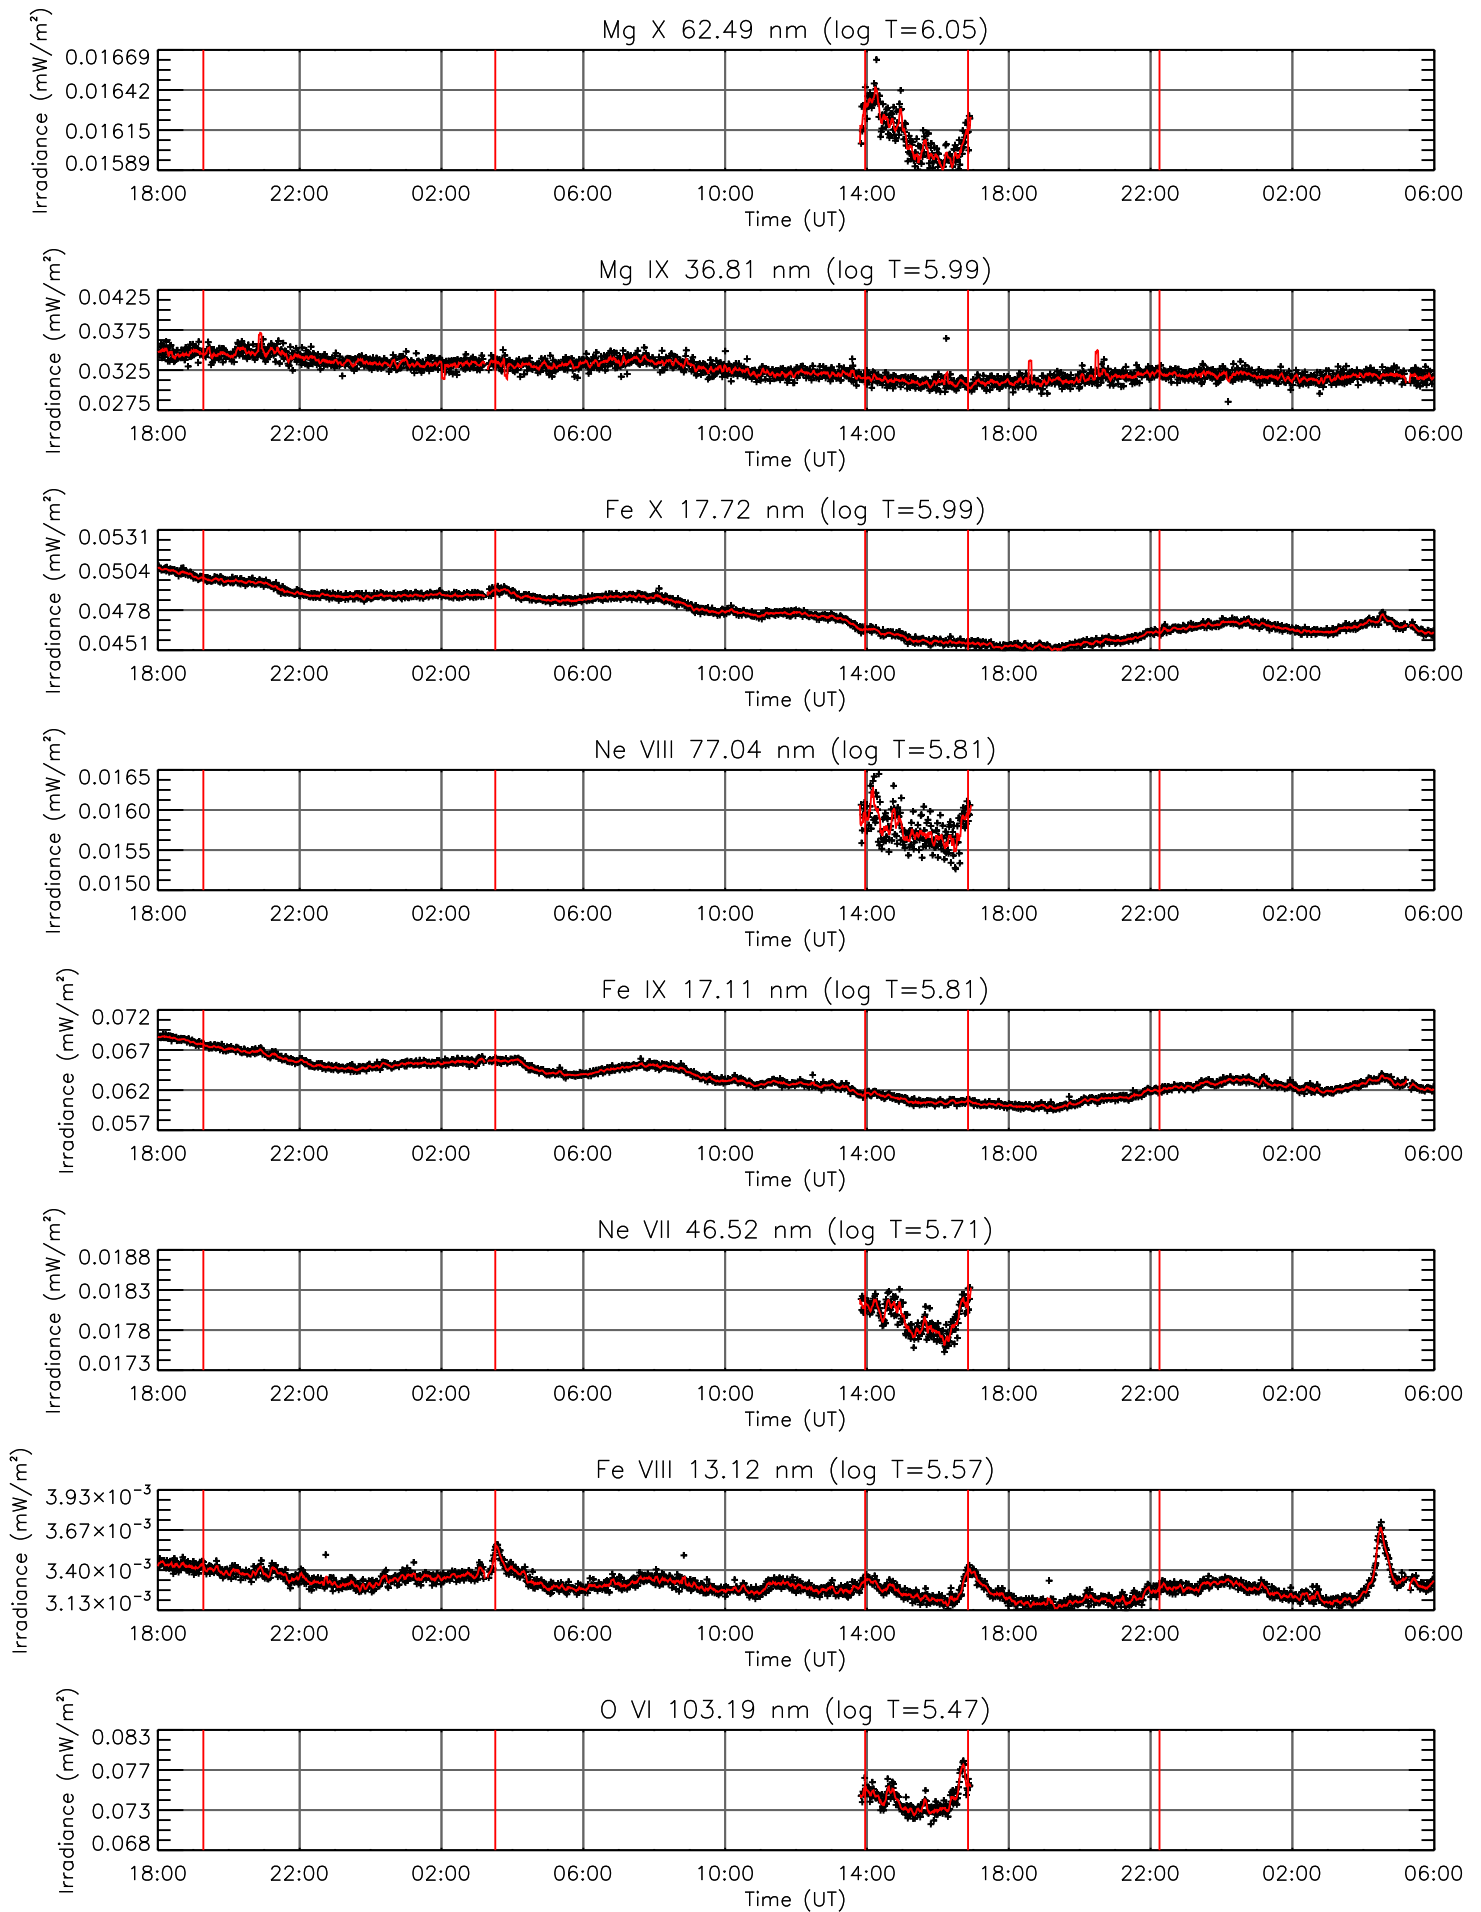 Mg X 62.49 nm (log T=6.05)
Irradiance (mW/m²)
0.01669
0.01642
0.01615
0.01589
18:00 22:00 02:00 06:00 10:00 14:00 18:00 22:00 02:00 06:00
Time (UT)
Mg IX 36.81 nm (log T=5.99)
Irradiance (mW/m²)
0.0425
0.0375
0.0325
0.0275
18:00 22:00 02:00 06:00 10:00 14:00 18:00 22:00 02:00 06:00
Time (UT)
Fe X 17.72 nm (log T=5.99)
Irradiance (mW/m²)
0.0531
0.0504
0.0478
0.0451
18:00 22:00 02:00 06:00 10:00 14:00 18:00 22:00 02:00 06:00
Time (UT)
Ne VIII 77.04 nm (log T=5.81)
Irradiance (mW/m²)
0.0165
0.0160
0.0155
0.0150
18:00 22:00 02:00 06:00 10:00 14:00 18:00 22:00 02:00 06:00
Time (UT)
Fe IX 17.11 nm (log T=5.81)
Irradiance (mW/m²)
0.072
0.067
0.062
0.057
18:00 22:00 02:00 06:00 10:00 14:00 18:00 22:00 02:00 06:00
Time (UT)
Ne VII 46.52 nm (log T=5.71)
Irradiance (mW/m²)
0.0188
0.0183
0.0178
0.0173
18:00 22:00 02:00 06:00 10:00 14:00 18:00 22:00 02:00 06:00
Time (UT)
Fe VIII 13.12 nm (log T=5.57)
Irradiance (mW/m²)
3.93×10⁻³
3.67×10⁻³
3.40×10⁻³
3.13×10⁻³
18:00 22:00 02:00 06:00 10:00 14:00 18:00 22:00 02:00 06:00
Time (UT)
O VI 103.19 nm (log T=5.47)
Irradiance (mW/m²)
0.083
0.077
0.073
0.068
18:00 22:00 02:00 06:00 10:00 14:00 18:00 22:00 02:00 06:00
Time (UT)